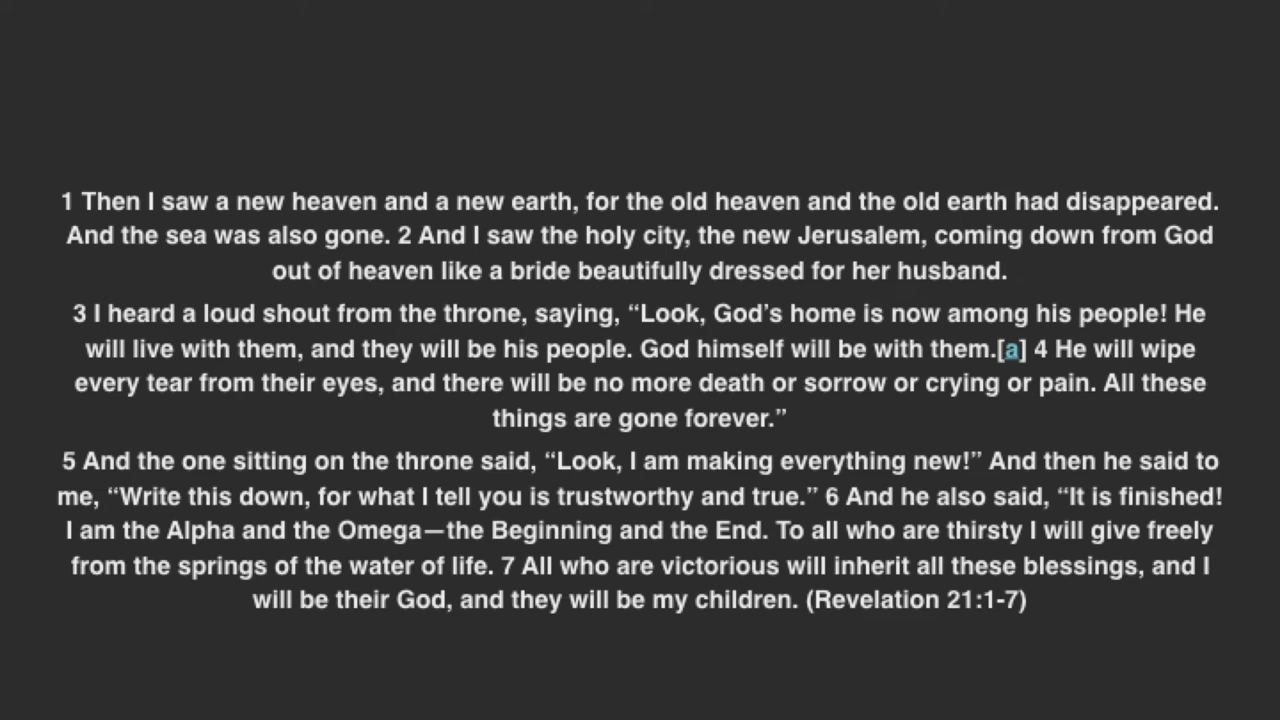 1 Then I saw a new heaven and a new earth, for the old heaven and the old earth had disappeared.
And the sea was also gone. 2 And I saw the holy city, the new Jerusalem, coming down from God
out of heaven like a bride beautifully dressed for her husband.
3 I heard a loud shout from the throne, saying, “Look, God’s home is now among his people! He
will live with them, and they will be his people. God himself will be with them.[a] 4 He will wipe
every tear from their eyes, and there will be no more death or sorrow or crying or pain. All these
things are gone forever.”
5 And the one sitting on the throne said, “Look, I am making everything new!” And then he said to
me, “Write this down, for what I tell you is trustworthy and true.” 6 And he also said, “It is finished!
I am the Alpha and the Omega—the Beginning and the End. To all who are thirsty I will give freely
from the springs of the water of life. 7 All who are victorious will inherit all these blessings, and I
will be their God, and they will be my children. (Revelation 21:1-7)